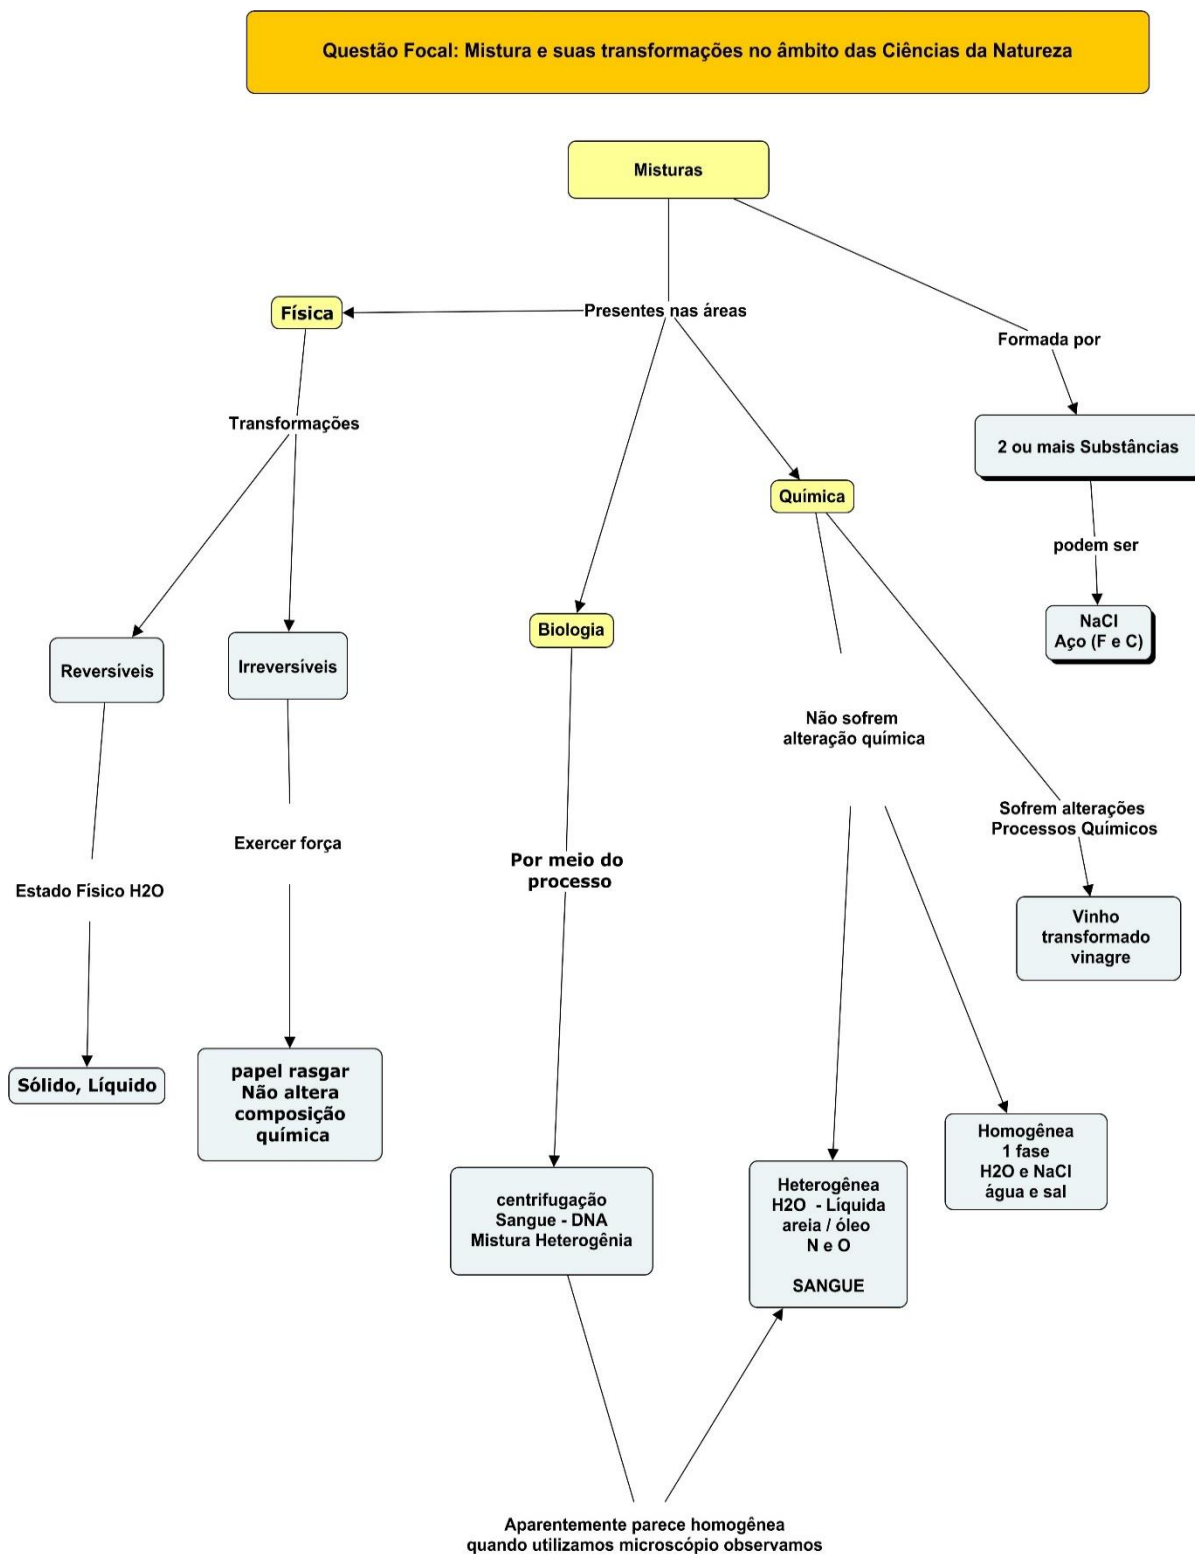 Questão Focal: Mistura e suas transformações no âmbito das Ciências da Natureza
Misturas
Física
Presentes nas áreas
Formada por
Transformações
2 ou mais Substâncias
Química
podem ser
NaCl
Aço (F e C)
Biologia
Reversíveis
Irreversíveis
Não sofrem
alteração química
Sofrem alterações
Processos Químicos
Exercer força
Por meio do
processo
Estado Físico H2O
Vinho
transformado
vinagre
Sólido, Líquido
papel rasgar
Não altera
composição
química
Homogênea
1 fase
H2O e NaCl
água e sal
centrifugação
Sangue - DNA
Mistura Heterogênia
Heterogênea
H2O - Líquida
areia / óleo
N e O
SANGUE
Aparentemente parece homogênea
quando utilizamos microscópio observamos